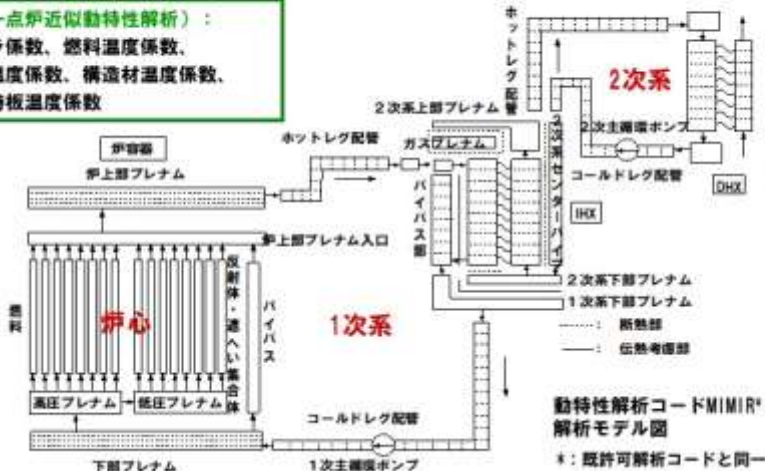 一点炉近似動特性解析）：
係数、燃料温度係数、
温度係数、構造材温度係数、
板温度係数
炉容器
炉上部プレナム
ホットレグ配管
2次系上部プレナム
ガスプレナム
ホットレグ配管
2次系
2次主循環ポンプ
コールドレグ配管
DHX
IHX
2次系センターパイプ
バイパス部
炉上部プレナム入口
2次系下部プレナム
1次系下部プレナム
断熱部
伝熱考慮部
燃料
炉心
反射体・遮へい集合体
バイパス
1次系
高圧プレナム
低圧プレナム
下部プレナム
コールドレグ配管
1次主循環ポンプ
動特性解析コードMIMIR*
解析モデル図
*：既許可解析コードと同一